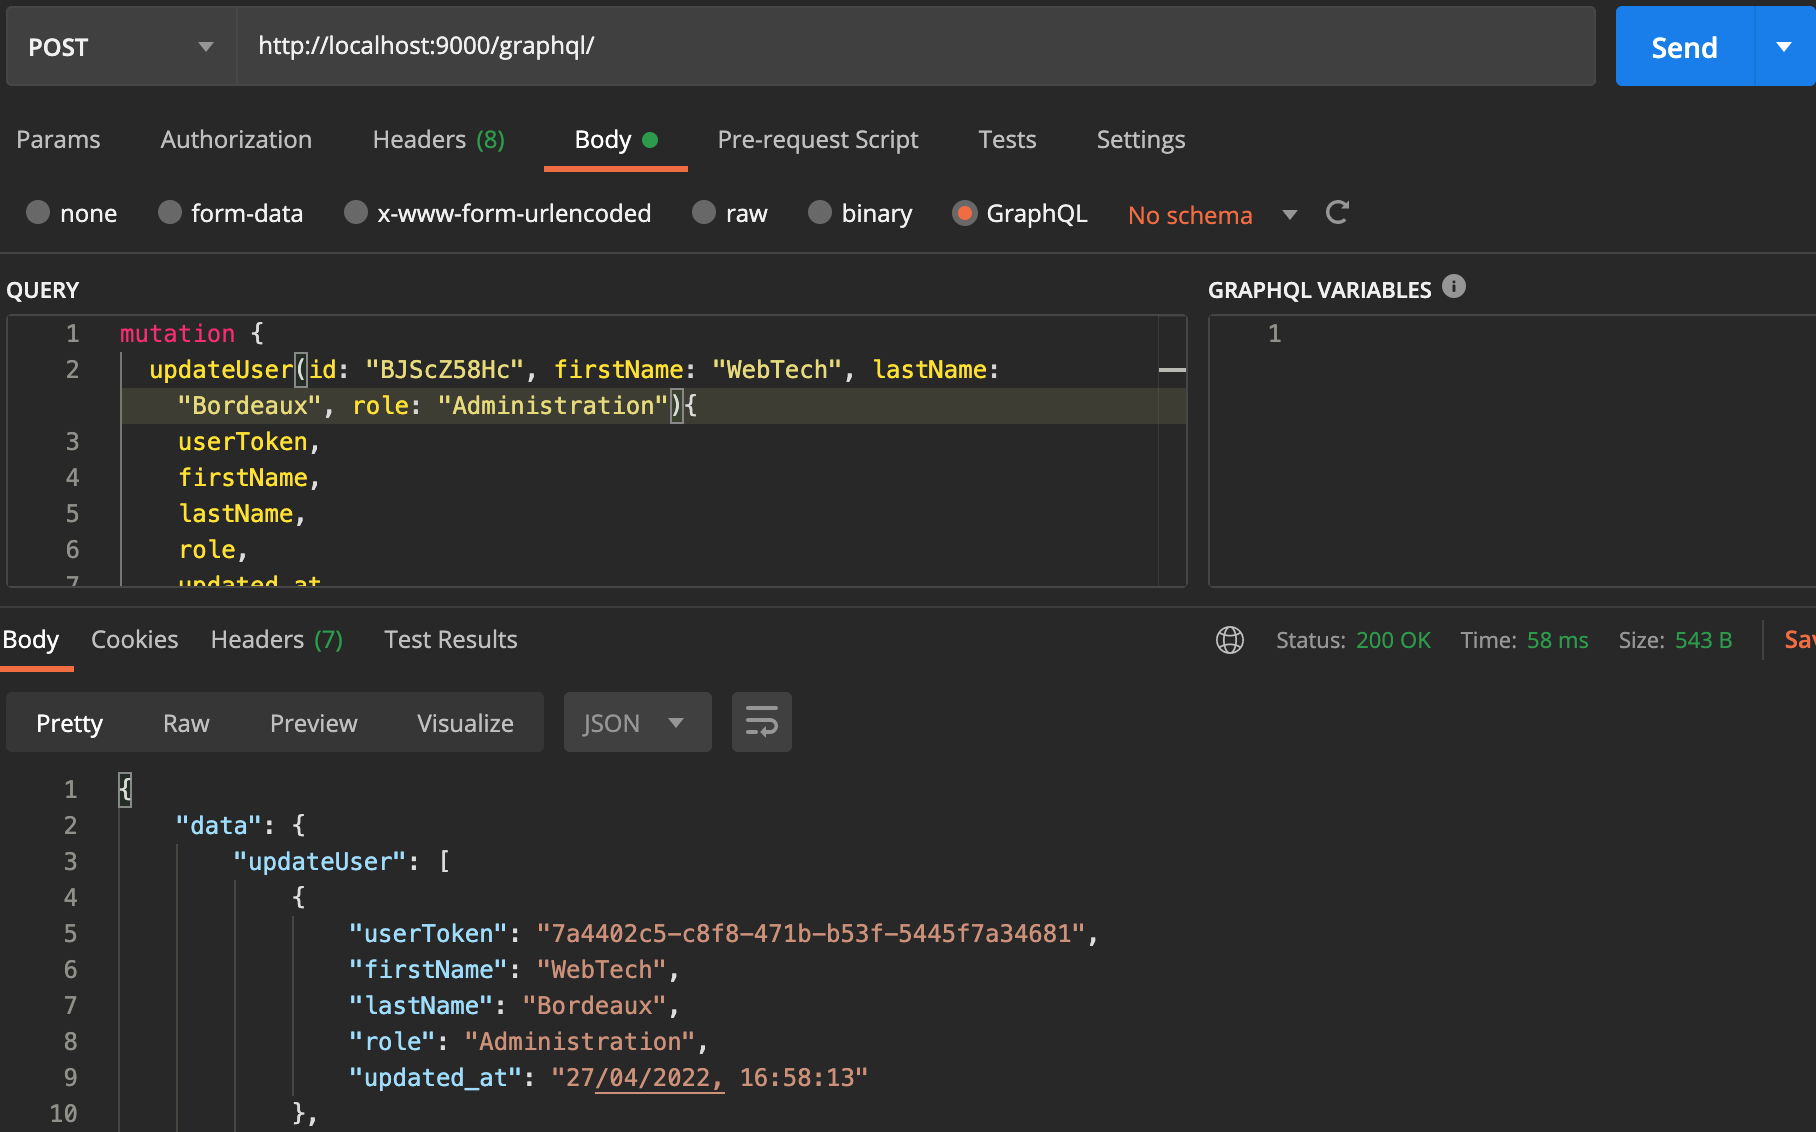 POST http://localhost:9000/graphql/ Send
Params Authorization Headers (8) Body Pre-request Script Tests Settings
none form-data x-www-form-urlencoded raw binary GraphQL No schema
QUERY
1 mutation {
2 updateUser(id: "BJScZ58Hc", firstName: "WebTech", lastName:
"Bordeaux", role: "Administration"){
3 userToken,
4 firstName,
5 lastName,
6 role,
7 updated_at
GRAPHQL VARIABLES i
1
Body Cookies Headers (7) Test Results Status: 200 OK Time: 58 ms Size: 543 B Sav
Pretty Raw Preview Visualize JSON
1 {
2 "data": {
3 "updateUser": [
4 {
5 "userToken": "7a4402c5-c8f8-471b-b53f-5445f7a34681",
6 "firstName": "WebTech",
7 "lastName": "Bordeaux",
8 "role": "Administration",
9 "updated_at": "27/04/2022, 16:58:13"
10 },